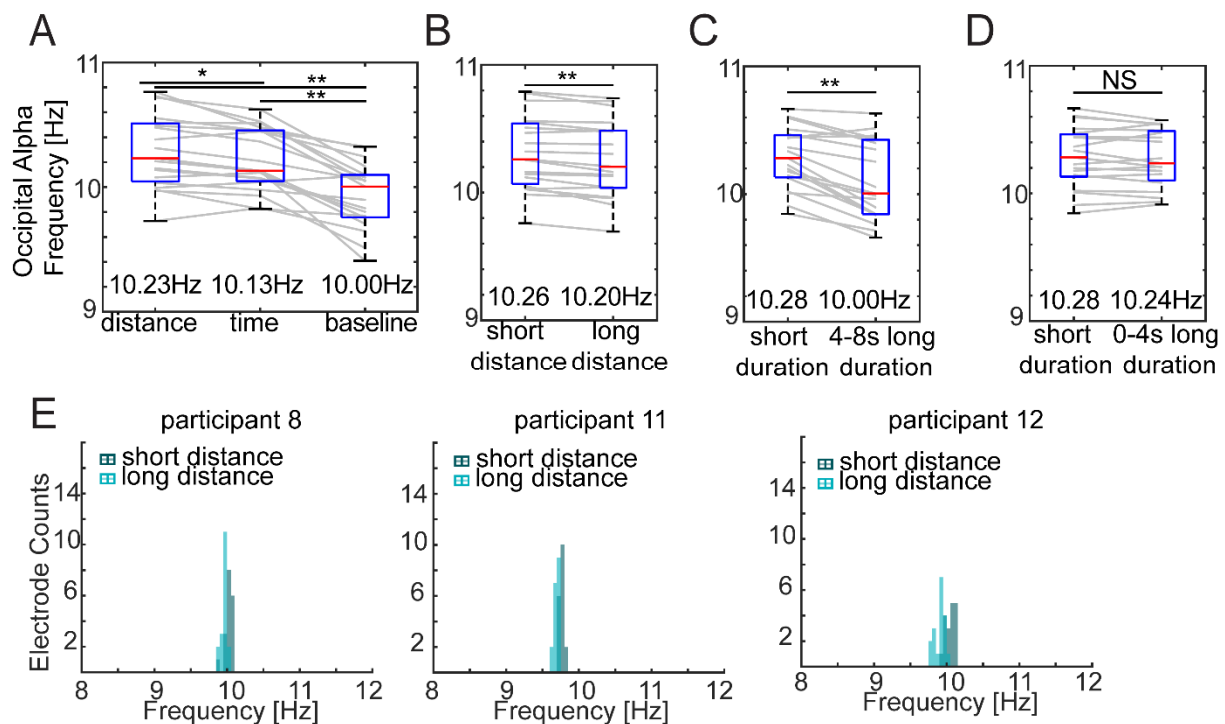 A
B
C
D
Occipital Alpha
Frequency [Hz]
11
10
9
*
**
**
10.23Hz 10.13Hz 10.00Hz
distance time baseline
11
10
9
**
10.26 10.20Hz
short long
distance distance
11
10
9
**
10.28 10.00Hz
short 4-8s long
duration duration
11
10
9
NS
10.28 10.24Hz
short 0-4s long
duration duration
E
participant 8
short distance
long distance
Electrode Counts
14
10
6
2
8 9 10 11 12
Frequency [Hz]
participant 11
short distance
long distance
14
10
6
2
8 9 10 11 12
Frequency [Hz]
participant 12
short distance
long distance
14
10
6
2
8 9 10 11 12
Frequency [Hz]